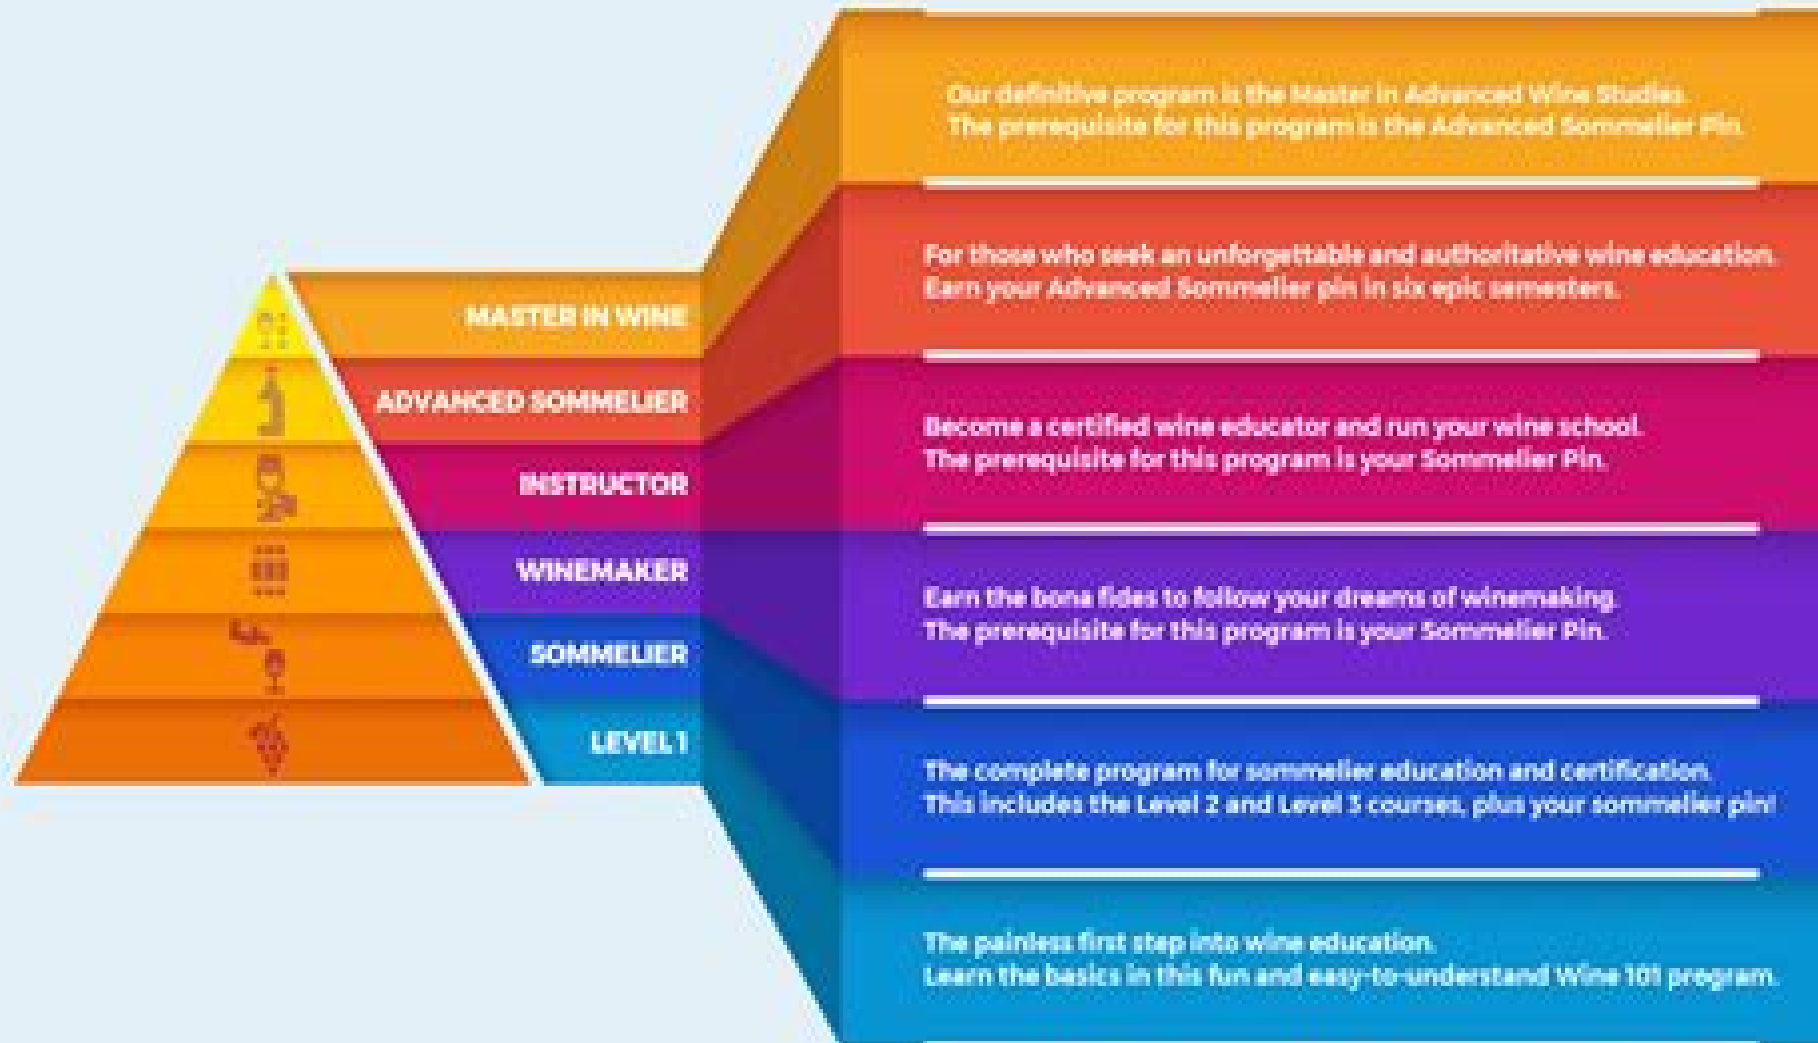 MASTER IN WINE
Our definitive program is the Master in Advanced Wine Studies.
The prerequisite for this program is the Advanced Sommelier Pin.
ADVANCED SOMMELIER
For those who seek an unforgettable and authoritative wine education.
Earn your Advanced Sommelier pin in six epic semesters.
INSTRUCTOR
Become a certified wine educator and run your wine school.
The prerequisite for this program is your Sommelier Pin.
WINEMAKER
Earn the bona fides to follow your dreams of winemaking.
The prerequisite for this program is your Sommelier Pin.
SOMMELIER
The complete program for sommelier education and certification.
This includes the Level 2 and Level 3 courses, plus your sommelier pin!
LEVEL 1
The painless first step into wine education.
Learn the basics in this fun and easy-to-understand Wine 101 program.